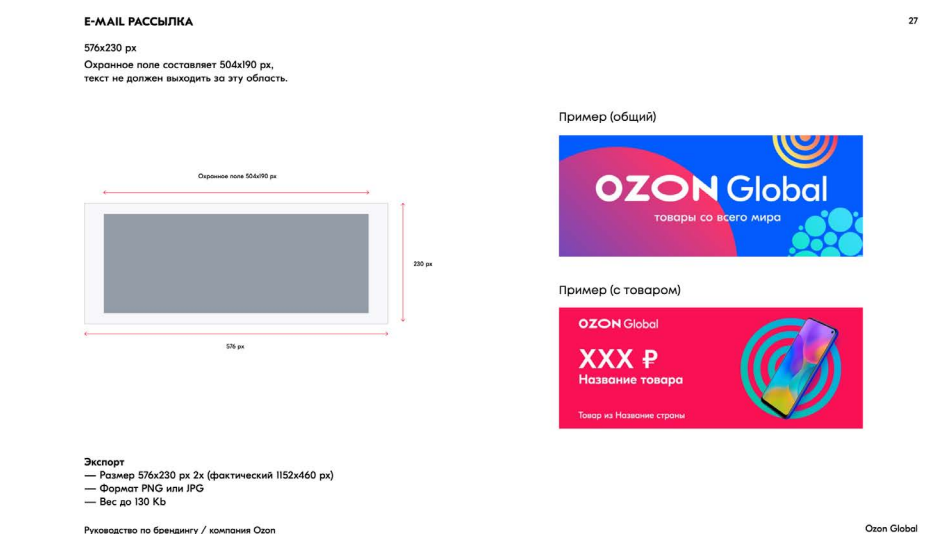 E-MAIL РАССЫЛКА
27
576x230 px
Охранное поле составляет 504x190 px,
текст не должен выходить за эту область.
Охранное поле 504x190 px
230 px
576 px
Пример (общий)
OZON Global
товары со всего мира
Пример (с товаром)
OZON Global
XXX ₽
Название товара
Товар из Название страны
Экспорт
— Размер 576x230 px 2x (фактический 1152x460 px)
— Формат PNG или JPG
— Вес до 130 Kb
Руководство по брендингу / компания Ozon
Ozon Global